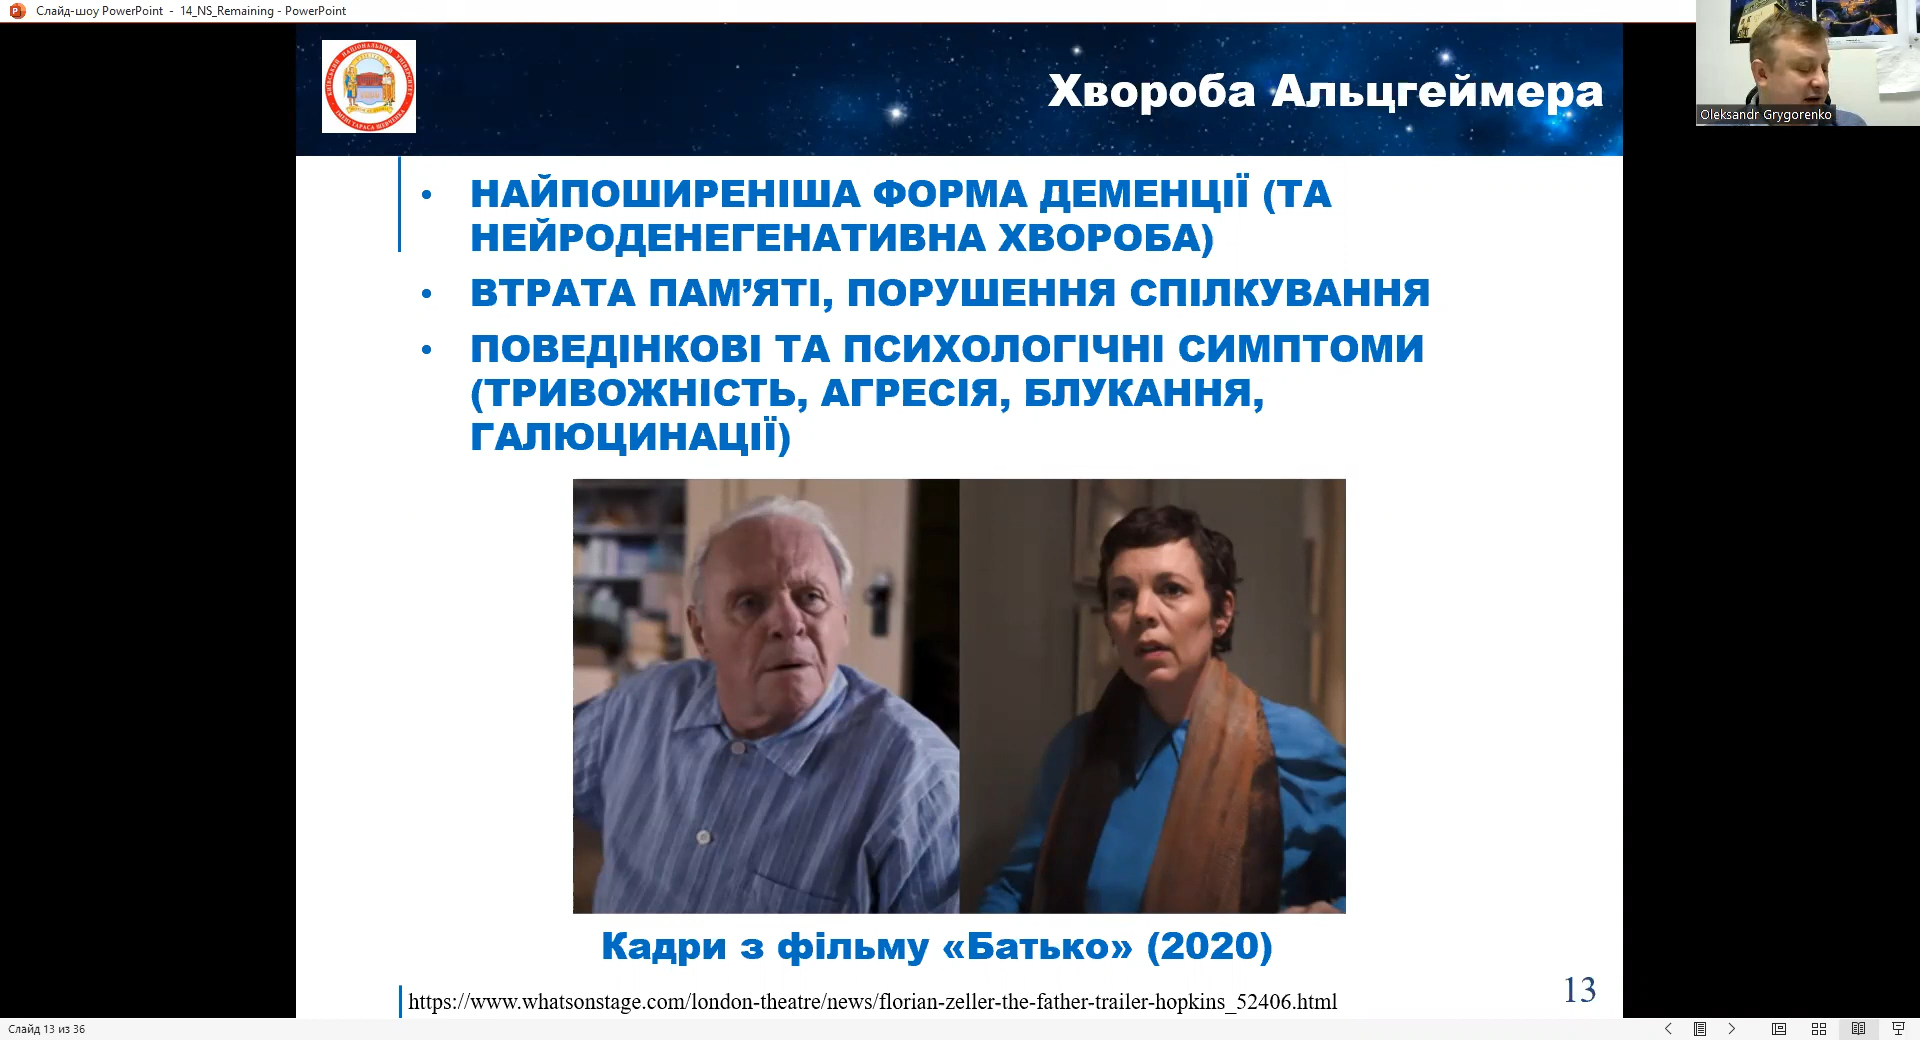 Слайд-шоу PowerPoint - 14_NS_Remaining - PowerPoint
Хвороба Альцгеймера
Oleksandr Grygorenko
• НАЙПОШИРЕНІША ФОРМА ДЕМЕНЦІЇ (ТА
НЕЙРОДЕНЕГЕНАТИВНА ХВОРОБА)
• ВТРАТА ПАМ’ЯТІ, ПОРУШЕННЯ СПІЛКУВАННЯ
• ПОВЕДІНКОВІ ТА ПСИХОЛОГІЧНІ СИМПТОМИ
(ТРИВОЖНІСТЬ, АГРЕСІЯ, БЛУКАННЯ,
ГАЛЮЦИНАЦІЇ)
Кадри з фільму «Батько» (2020)
https://www.whatsonstage.com/london-theatre/news/florian-zeller-the-father-trailer-hopkins_52406.html
13
Слайд 13 из 36